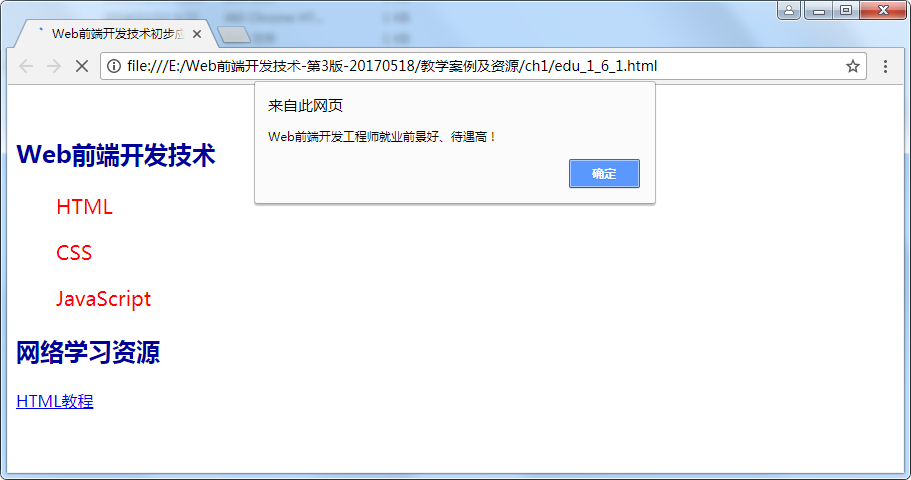 Web前端开发技术初步应
file:///E:/Web前端开发技术-第3版-20170518/教学案例及资源/ch1/edu_1_6_1.html
来自此网页
Web前端开发工程师就业前景好、待遇高！
确定
Web前端开发技术
HTML
CSS
JavaScript
网络学习资源
HTML教程